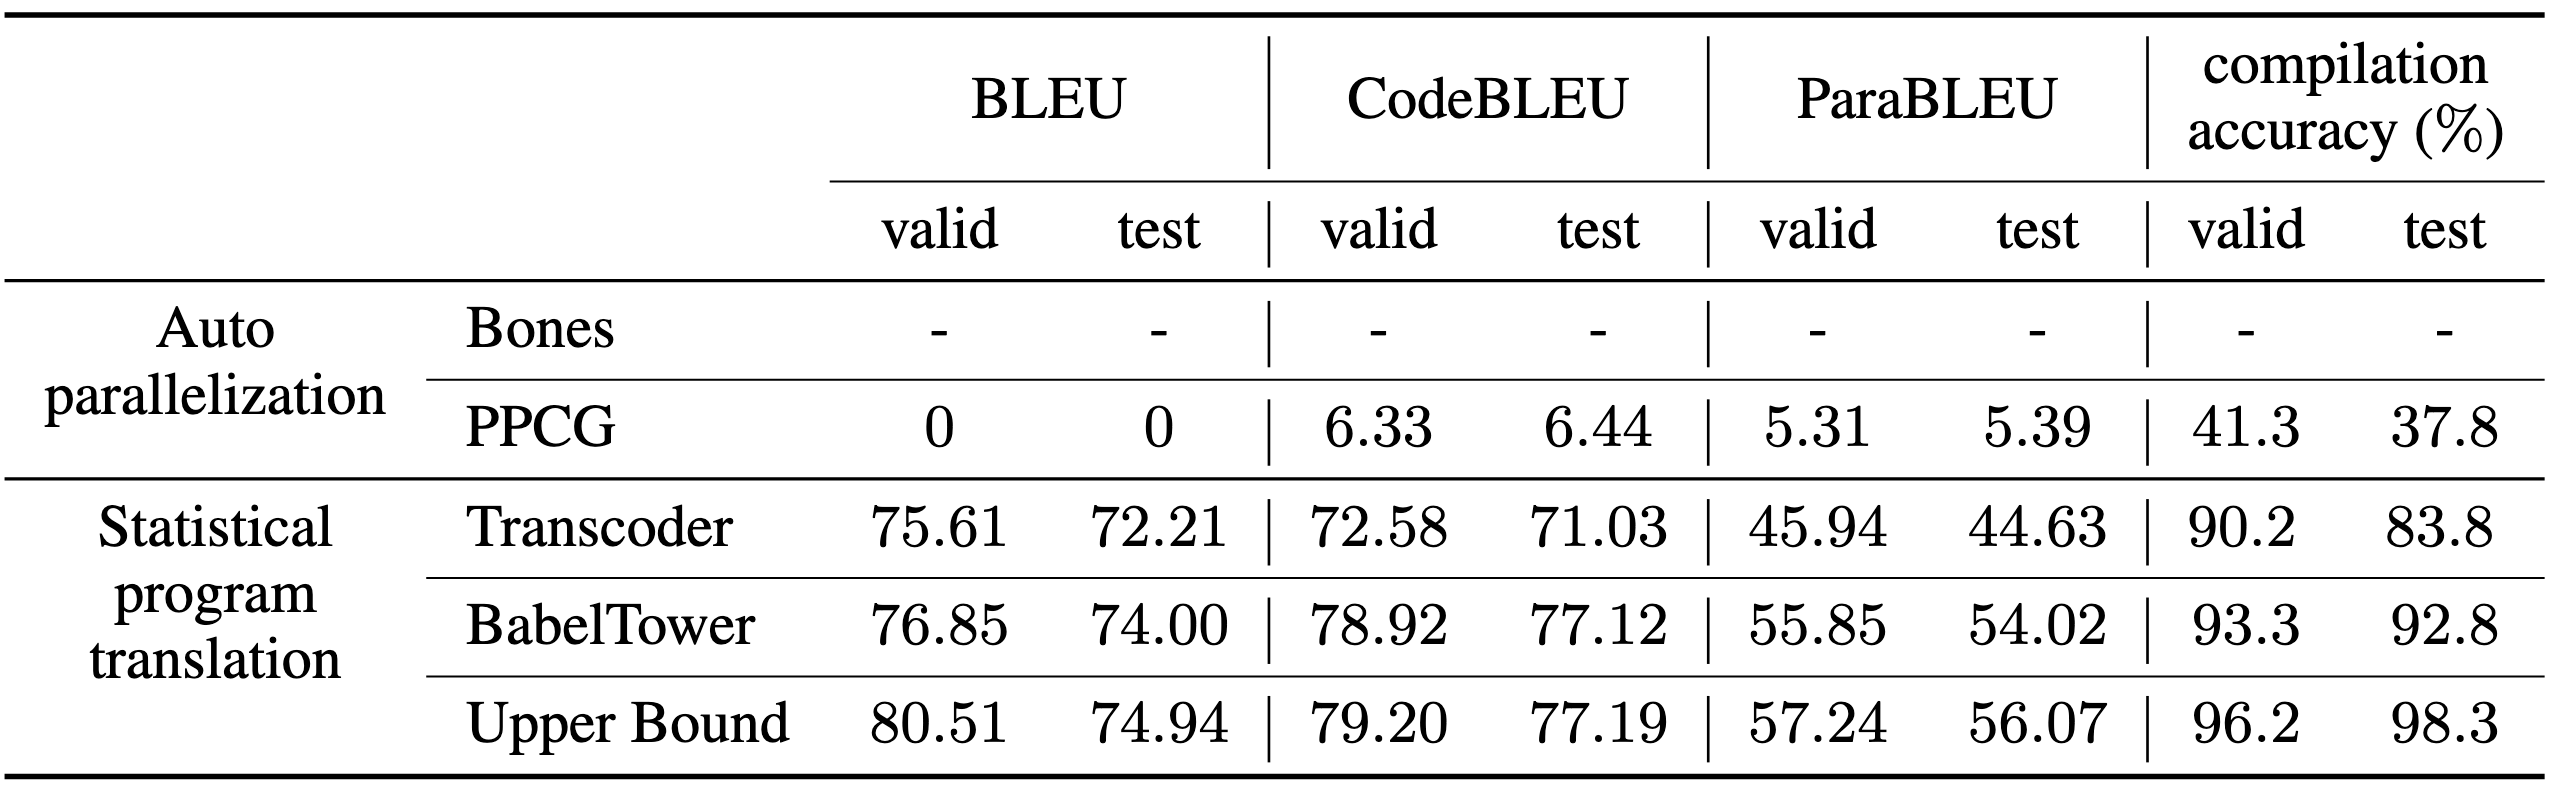 BLEU CodeBLEU ParaBLEU compilation accuracy (%)
valid test valid test valid test valid test
Auto parallelization
Bones - - - - - - - -
PPCG 0 0 6.33 6.44 5.31 5.39 41.3 37.8
Statistical program translation
Transcoder 75.61 72.21 72.58 71.03 45.94 44.63 90.2 83.8
BabelTower 76.85 74.00 78.92 77.12 55.85 54.02 93.3 92.8
Upper Bound 80.51 74.94 79.20 77.19 57.24 56.07 96.2 98.3